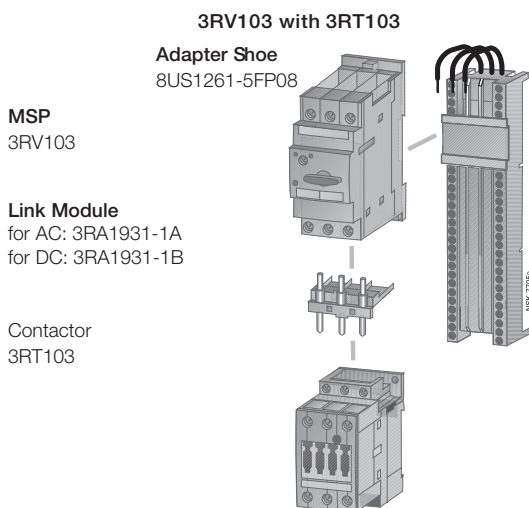 3RV103 with 3RT103
Adapter Shoe
8US1261-5FP08
MSP
3RV103
Link Module
for AC: 3RA1931-1A
for DC: 3RA1931-1B
Contactor
3RT103